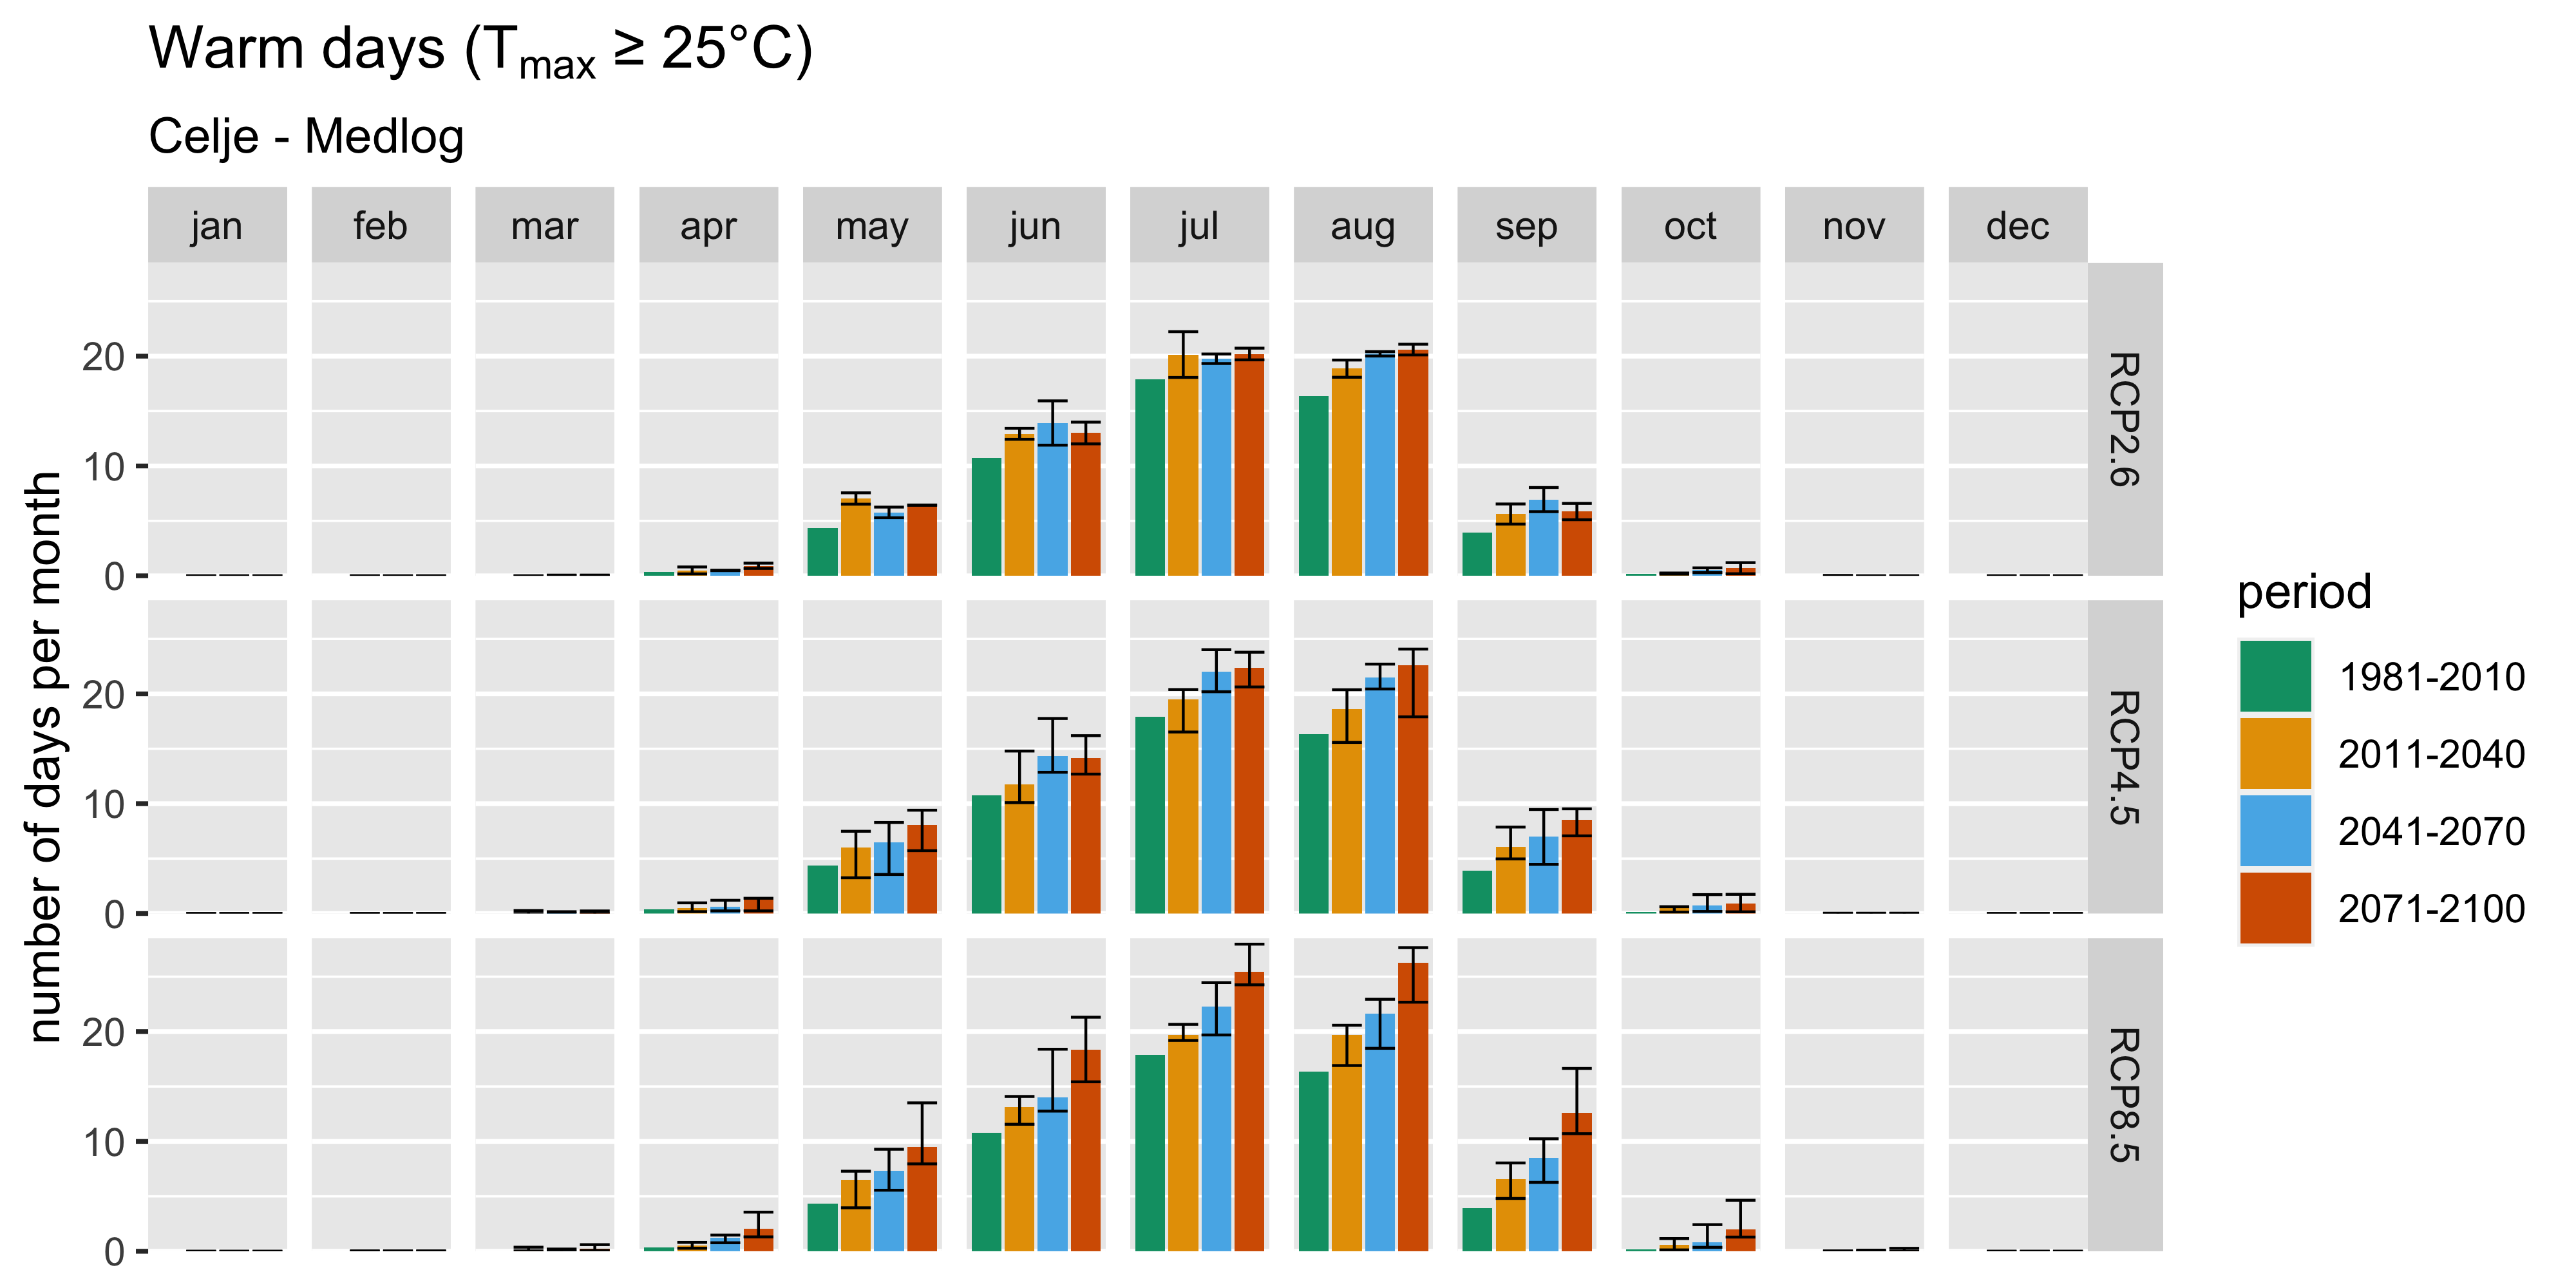 Warm days (Tmax ≥ 25°C)
Celje - Medlog
jan feb mar apr may jun jul aug sep oct nov dec
number of days per month
20
10
0
RCP2.6
20
10
0
RCP4.5
20
10
0
RCP8.5
period
1981-2010
2011-2040
2041-2070
2071-2100